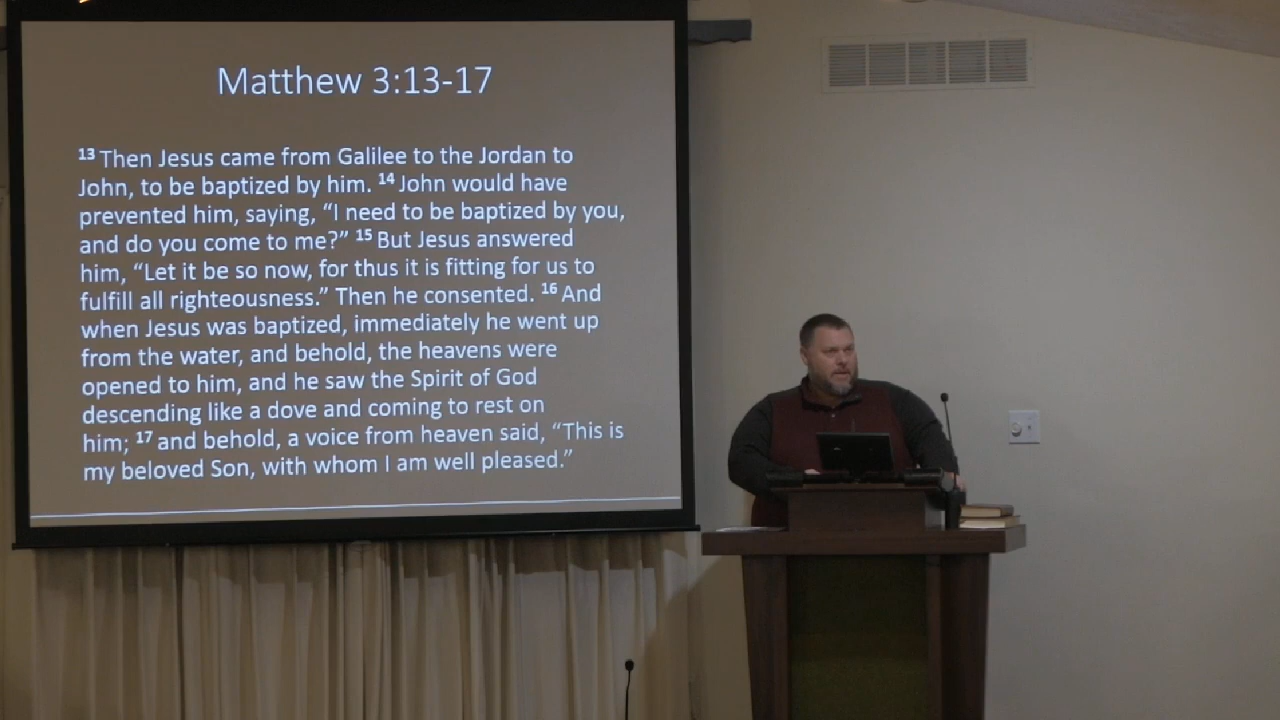 Matthew 3:13-17
13 Then Jesus came from Galilee to the Jordan to
John, to be baptized by him. 14 John would have
prevented him, saying, “I need to be baptized by you,
and do you come to me?” 15 But Jesus answered
him, “Let it be so now, for thus it is fitting for us to
fulfill all righteousness.” Then he consented. 16 And
when Jesus was baptized, immediately he went up
from the water, and behold, the heavens were
opened to him, and he saw the Spirit of God
descending like a dove and coming to rest on
him; 17 and behold, a voice from heaven said, “This is
my beloved Son, with whom I am well pleased.”